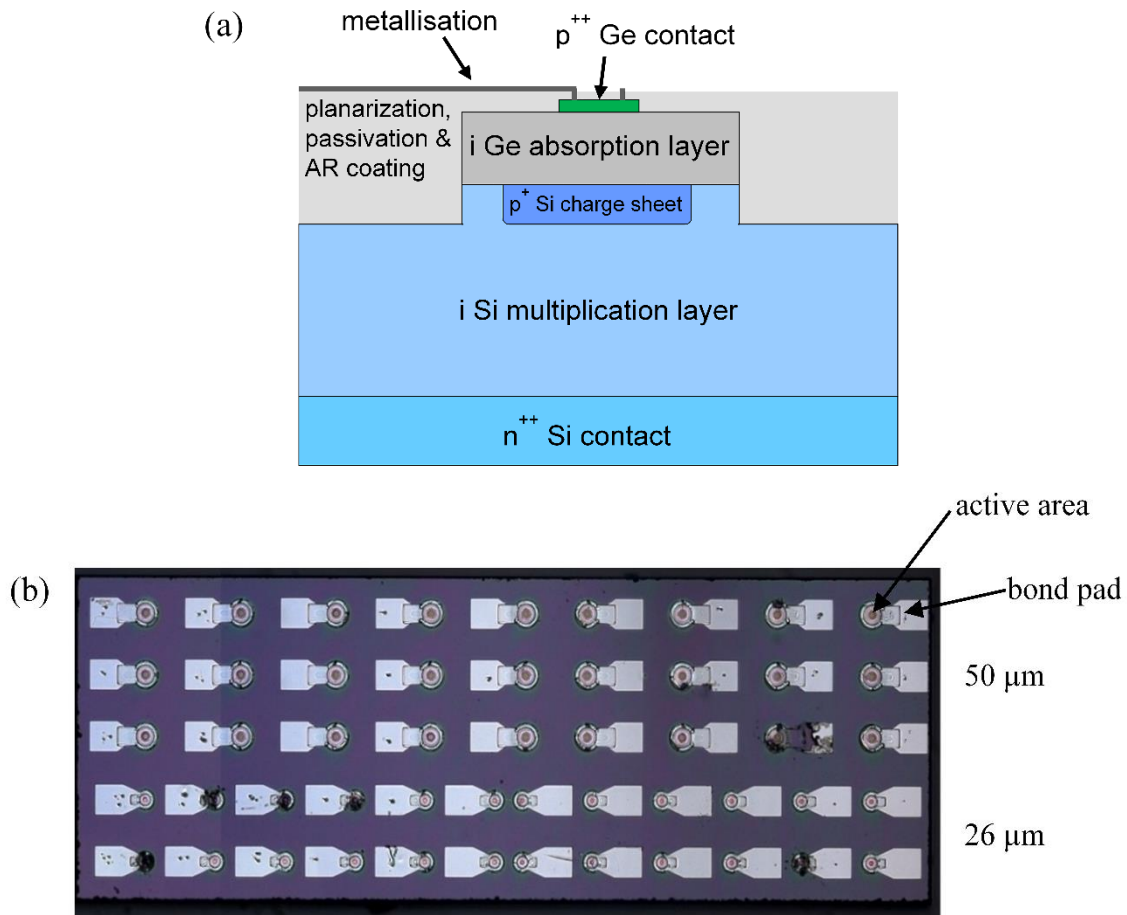 (a)
metallisation
p++ Ge contact
planarization,
passivation &
AR coating
i Ge absorption layer
p+ Si charge sheet
i Si multiplication layer
n++ Si contact
active area
(b)
bond pad
50 μm
26 μm